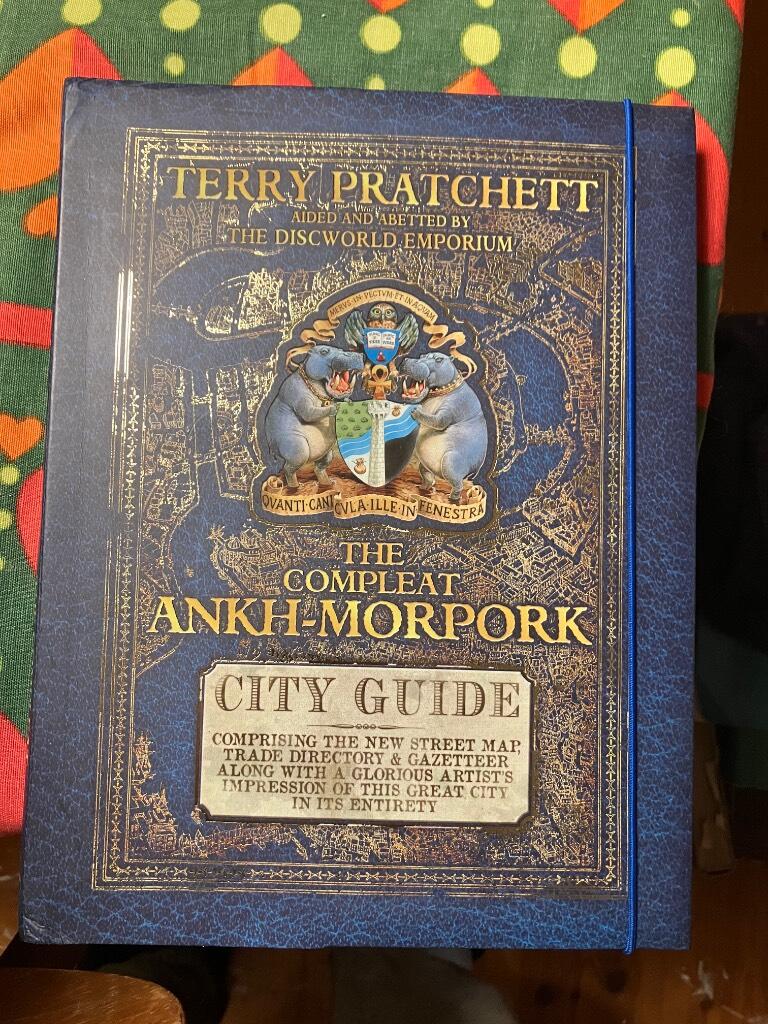 TERRY PRATCHETT
AIDED AND ABETTED BY
THE DISCWORLD EMPORIUM
MERVS·IN·PECTVM·ET·IN·AQVAM
QVANTI·CANICVLA·ILLE·IN·FENESTRA
THE
COMPLEAT
ANKH-MORPORK
CITY GUIDE
COMPRISING THE NEW STREET MAP,
TRADE DIRECTORY & GAZETTEER
ALONG WITH A GLORIOUS ARTIST'S
IMPRESSION OF THIS GREAT CITY
IN ITS ENTIRETY